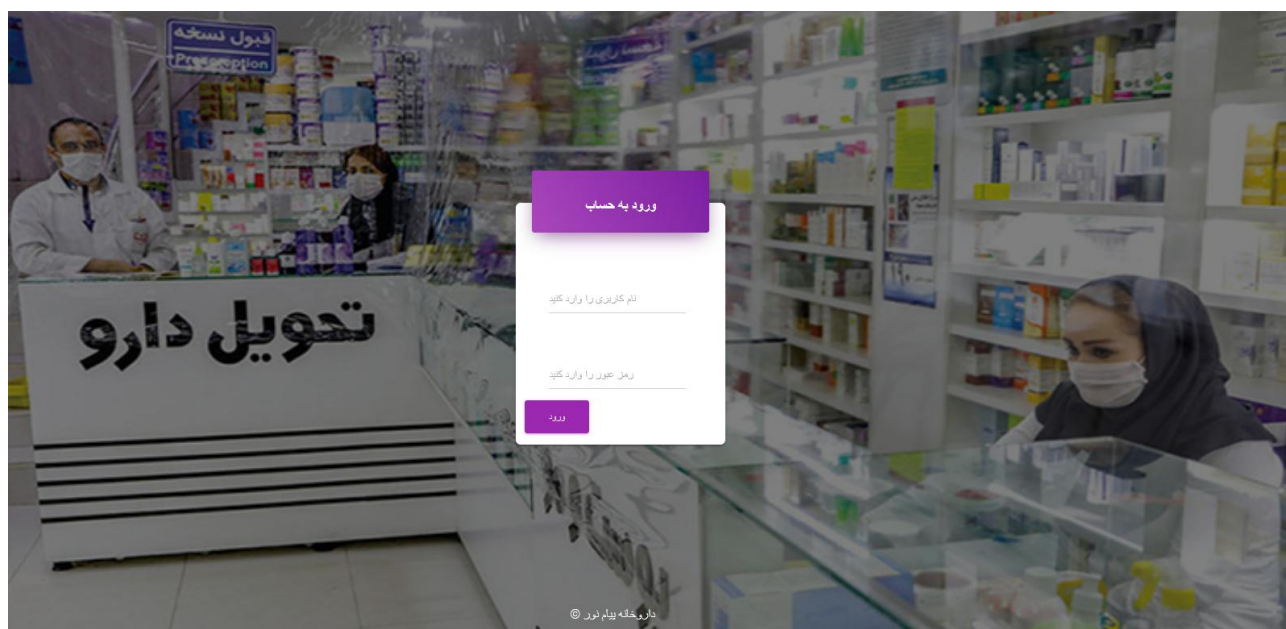 قبول نسخه
Prescription
ورود به حساب
نام کاربری را وارد کنید
تحویل دارو
رمز عبور را وارد کنید
ورود
داروخانه پیام نور ©